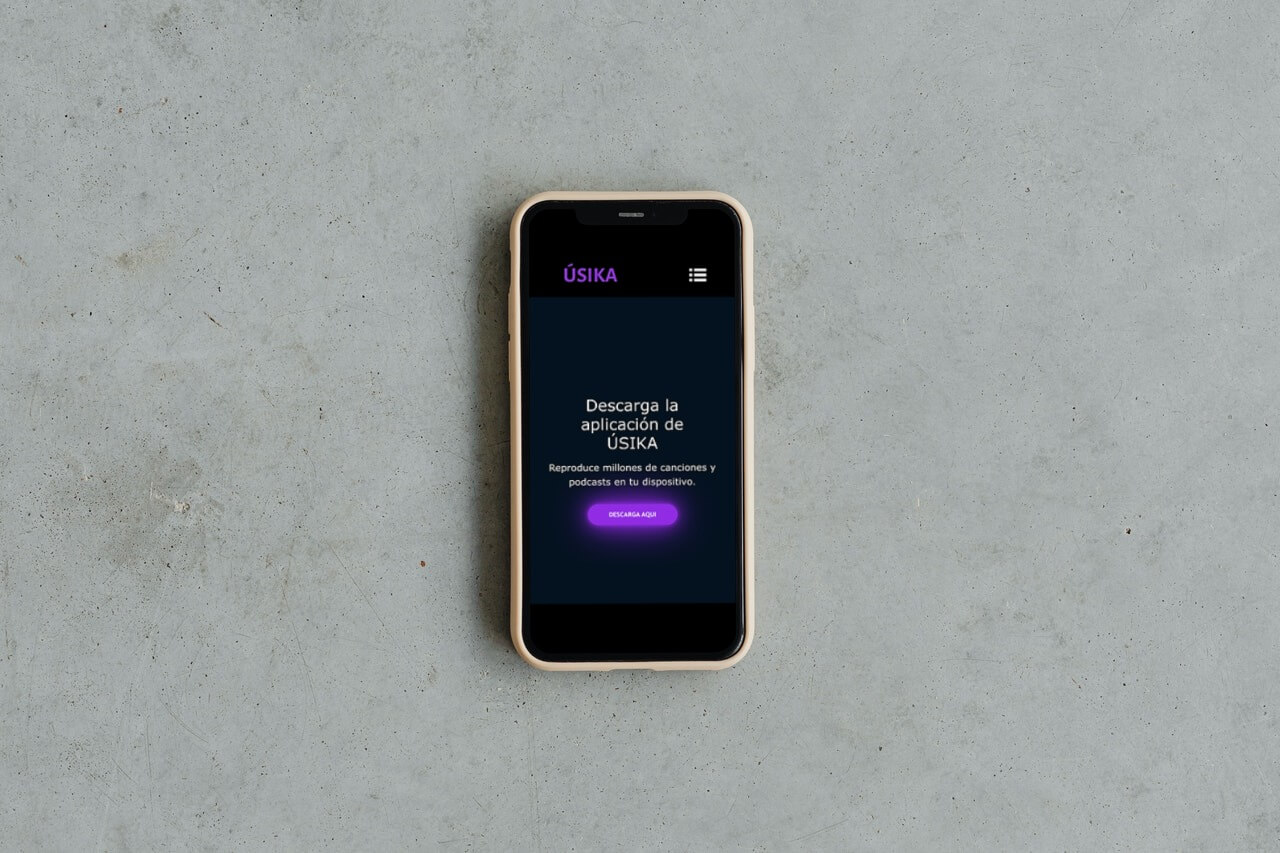 ÚSIKA
Descarga la
aplicación de
ÚSIKA
Reproduce millones de canciones y
podcasts en tu dispositivo.
DESCARGA AQUI